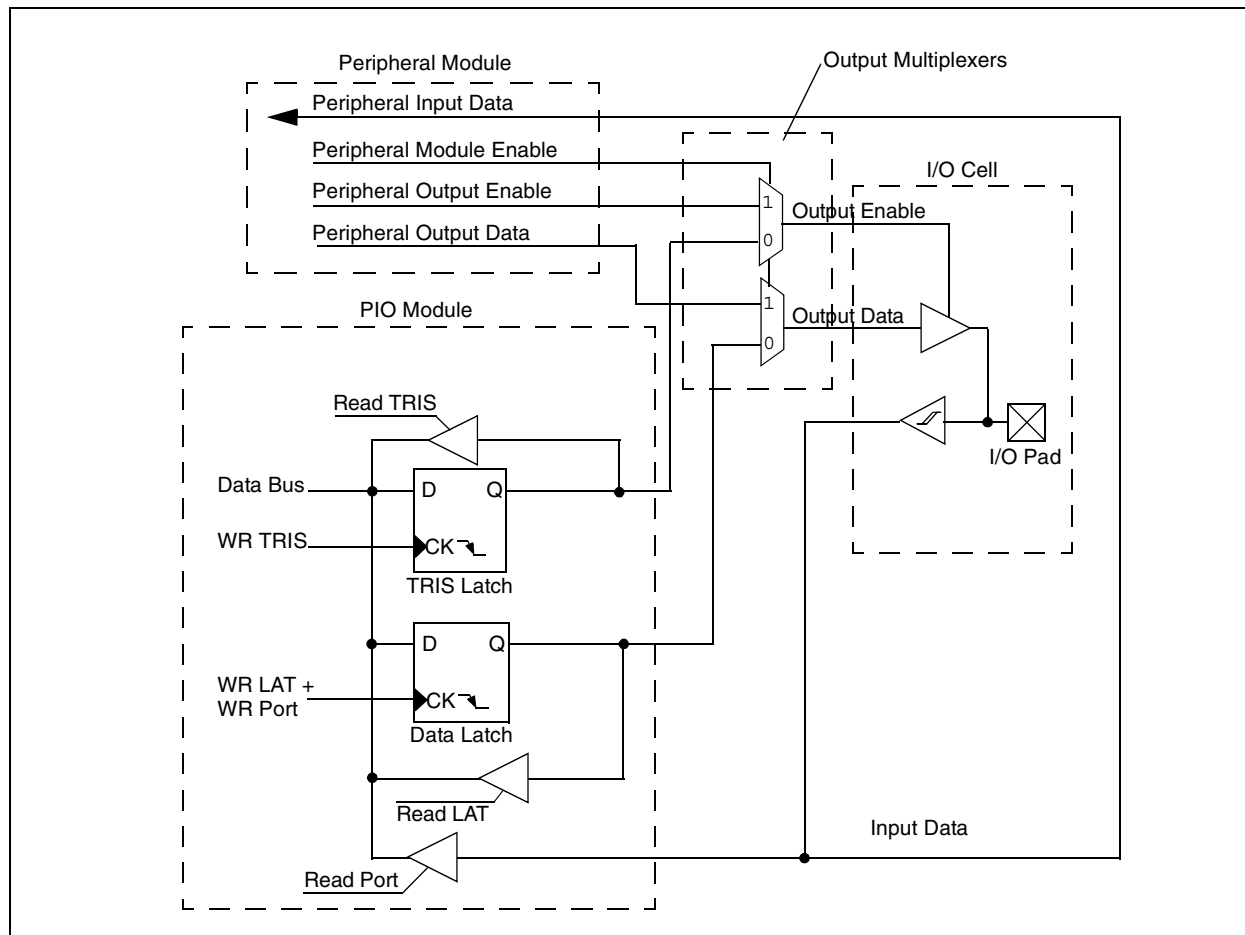 Peripheral Module
Output Multiplexers
Peripheral Input Data
Peripheral Module Enable
I/O Cell
Peripheral Output Enable
1
Output Enable
Peripheral Output Data
0
PIO Module
1
Output Data
0
Read TRIS
I/O Pad
Data Bus
D
Q
WR TRIS
CK
TRIS Latch
D
Q
WR LAT +
WR Port
CK
Data Latch
Read LAT
Input Data
Read Port